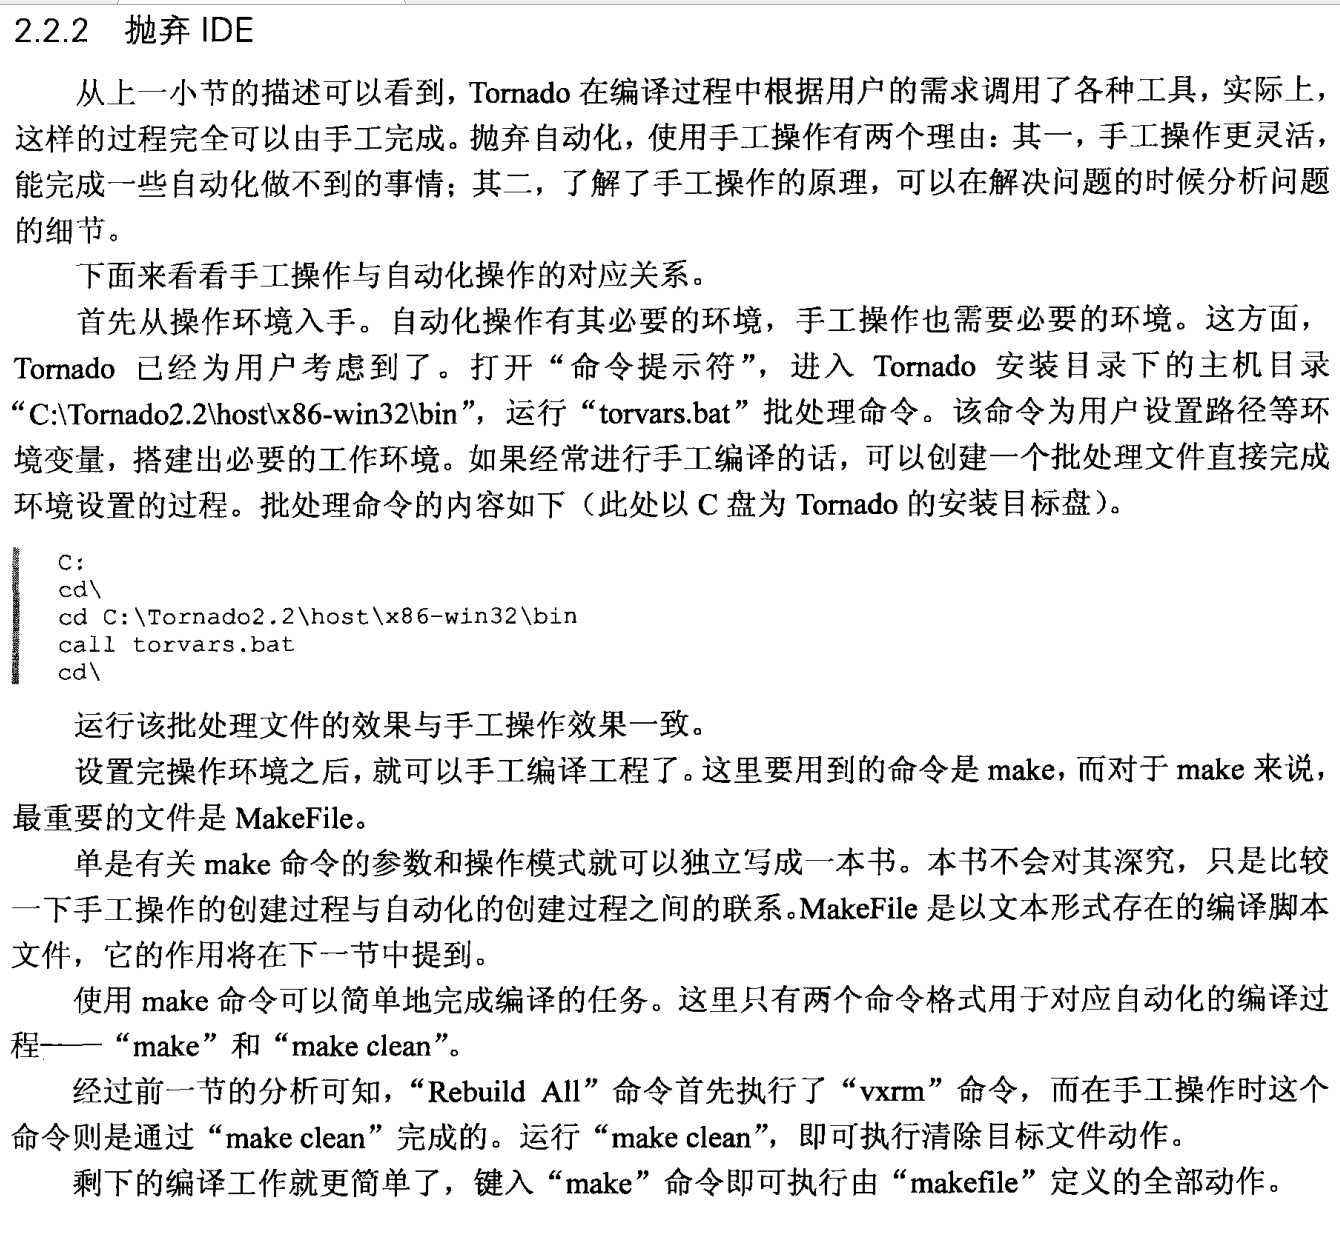 2.2.2 抛弃 IDE
从上一小节的描述可以看到，Tornado 在编译过程中根据用户的需求调用了各种工具，实际上，
这样的过程完全可以由手工完成。抛弃自动化，使用手工操作有两个理由：其一，手工操作更灵活，
能完成一些自动化做不到的事情；其二，了解了手工操作的原理，可以在解决问题的时候分析问题
的细节。
下面来看看手工操作与自动化操作的对应关系。
首先从操作环境入手。自动化操作有其必要的环境，手工操作也需要必要的环境。这方面，
Tornado 已经为用户考虑到了。打开“命令提示符”，进入 Tornado 安装目录下的主机目录
“C:\Tornado2.2\host\x86-win32\bin”，运行“torvars.bat”批处理命令。该命令为用户设置路径等环
境变量，搭建出必要的工作环境。如果经常进行手工编译的话，可以创建一个批处理文件直接完成
环境设置的过程。批处理命令的内容如下（此处以 C 盘为 Tornado 的安装目标盘）。
C:
cd\
cd C:\Tornado2.2\host\x86-win32\bin
call torvars.bat
cd\
运行该批处理文件的效果与手工操作效果一致。
设置完操作环境之后，就可以手工编译工程了。这里要用到的命令是 make，而对于 make 来说，
最重要的文件是 MakeFile。
单是有关 make 命令的参数和操作模式就可以独立写成一本书。本书不会对其深究，只是比较
一下手工操作的创建过程与自动化的创建过程之间的联系。MakeFile 是以文本形式存在的编译脚本
文件，它的作用将在下一节中提到。
使用 make 命令可以简单地完成编译的任务。这里只有两个命令格式用于对应自动化的编译过
程——“make”和“make clean”。
经过前一节的分析可知，“Rebuild All”命令首先执行了“vxrm”命令，而在手工操作时这个
命令则是通过“make clean”完成的。运行“make clean”，即可执行清除目标文件动作。
剩下的编译工作就更简单了，键入“make”命令即可执行由“makefile”定义的全部动作。